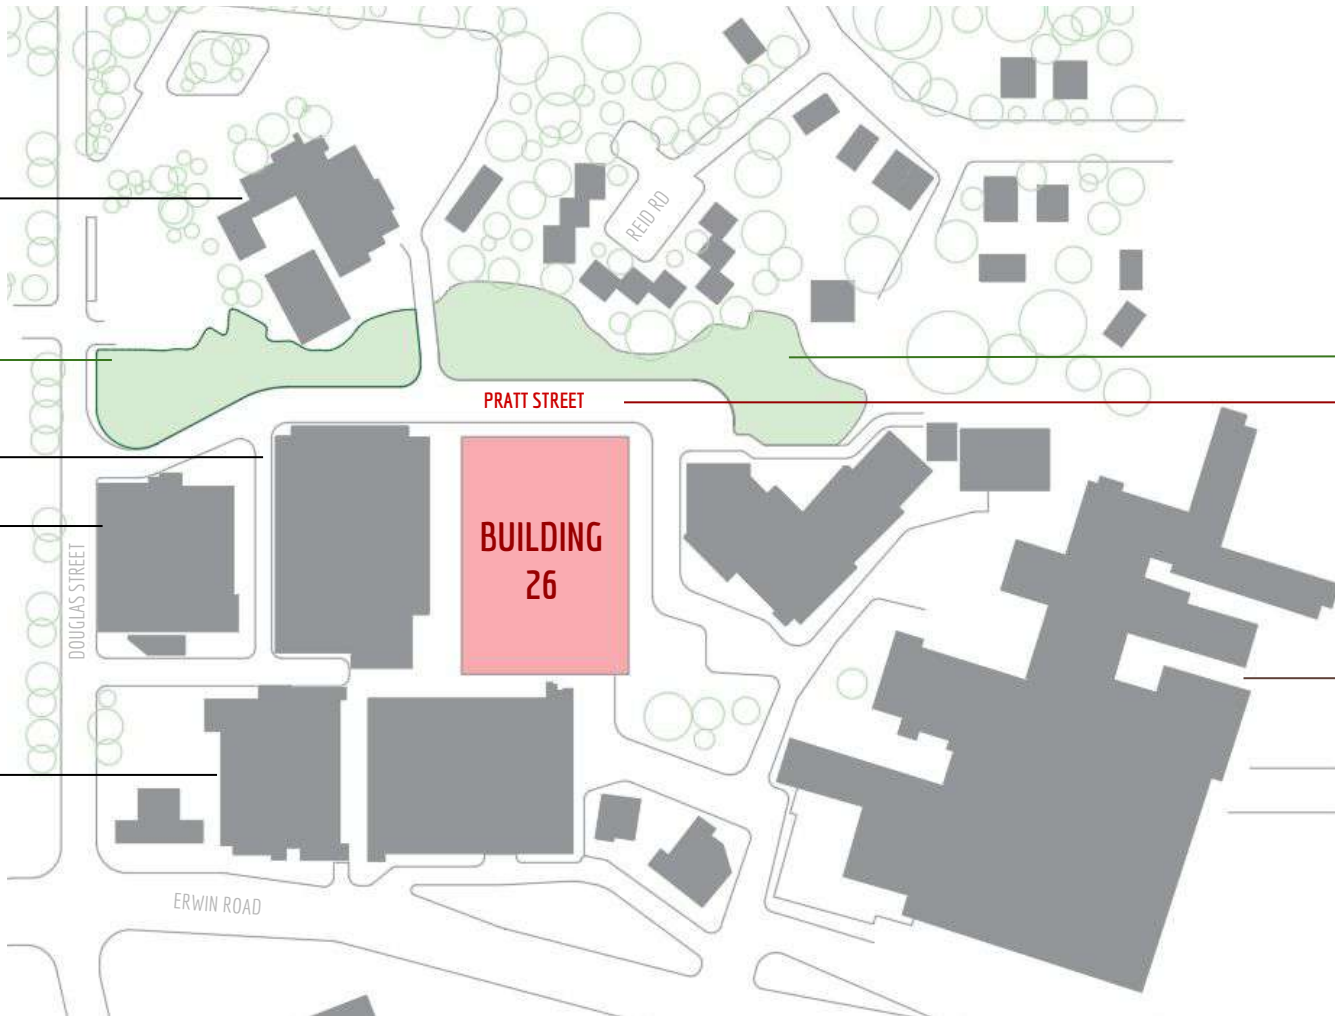 REID RD
PRATT STREET
BUILDING
26
DOUGLAS STREET
ERWIN ROAD